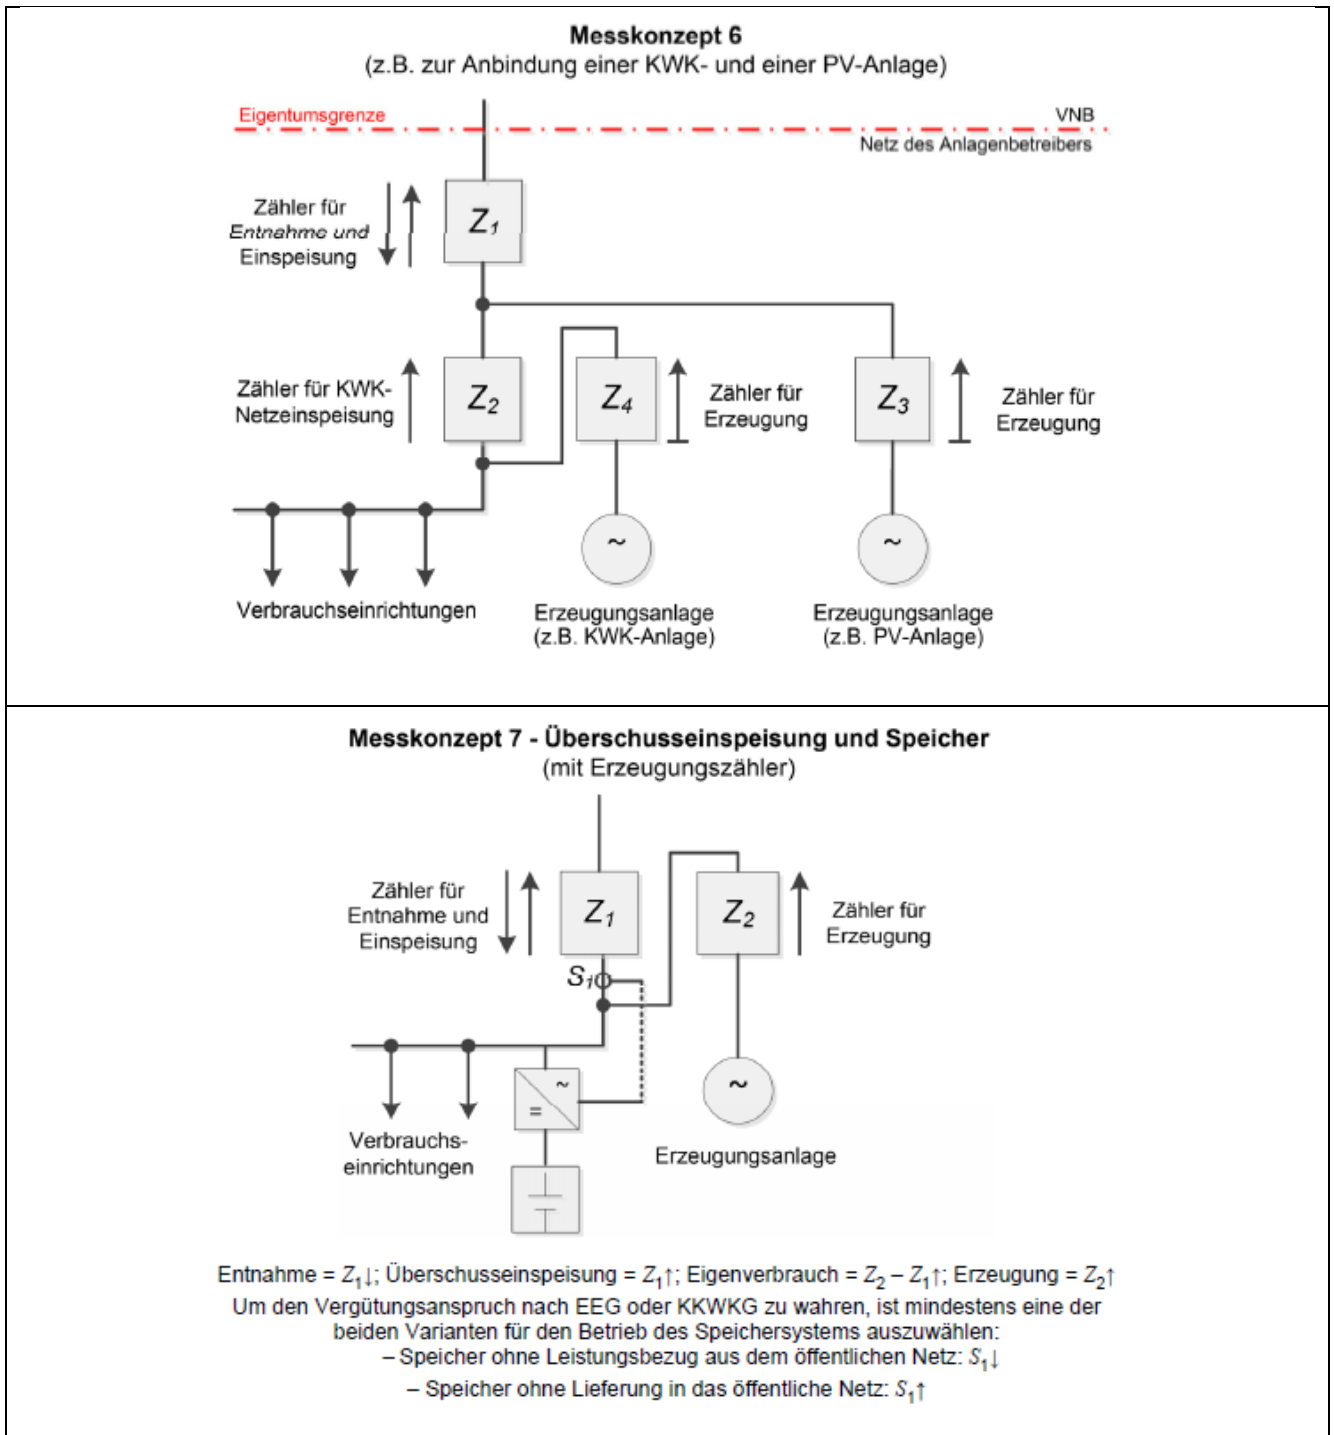 Messkonzept 6
(z.B. zur Anbindung einer KWK- und einer PV-Anlage)
Eigentumsgrenze
VNB
Netz des Anlagenbetreibers
Zähler für
Entnahme und
Einspeisung
Z1
Zähler für KWK-
Netzeinspeisung
Z2
Z4
Zähler für
Erzeugung
Z3
Zähler für
Erzeugung
~
~
Verbrauchseinrichtungen
Erzeugungsanlage
(z.B. KWK-Anlage)
Erzeugungsanlage
(z.B. PV-Anlage)
Messkonzept 7 - Überschusseinspeisung und Speicher
(mit Erzeugungszähler)
Zähler für
Entnahme und
Einspeisung
Z1
Z2
Zähler für
Erzeugung
S1
~
=
~
Verbrauchs-
einrichtungen
Erzeugungsanlage
Entnahme = Z1↓; Überschusseinspeisung = Z1↑; Eigenverbrauch = Z2 – Z1↑; Erzeugung = Z2↑
Um den Vergütungsanspruch nach EEG oder KKWKG zu wahren, ist mindestens eine der
beiden Varianten für den Betrieb des Speichersystems auszuwählen:
– Speicher ohne Leistungsbezug aus dem öffentlichen Netz: S1↓
– Speicher ohne Lieferung in das öffentliche Netz: S1↑